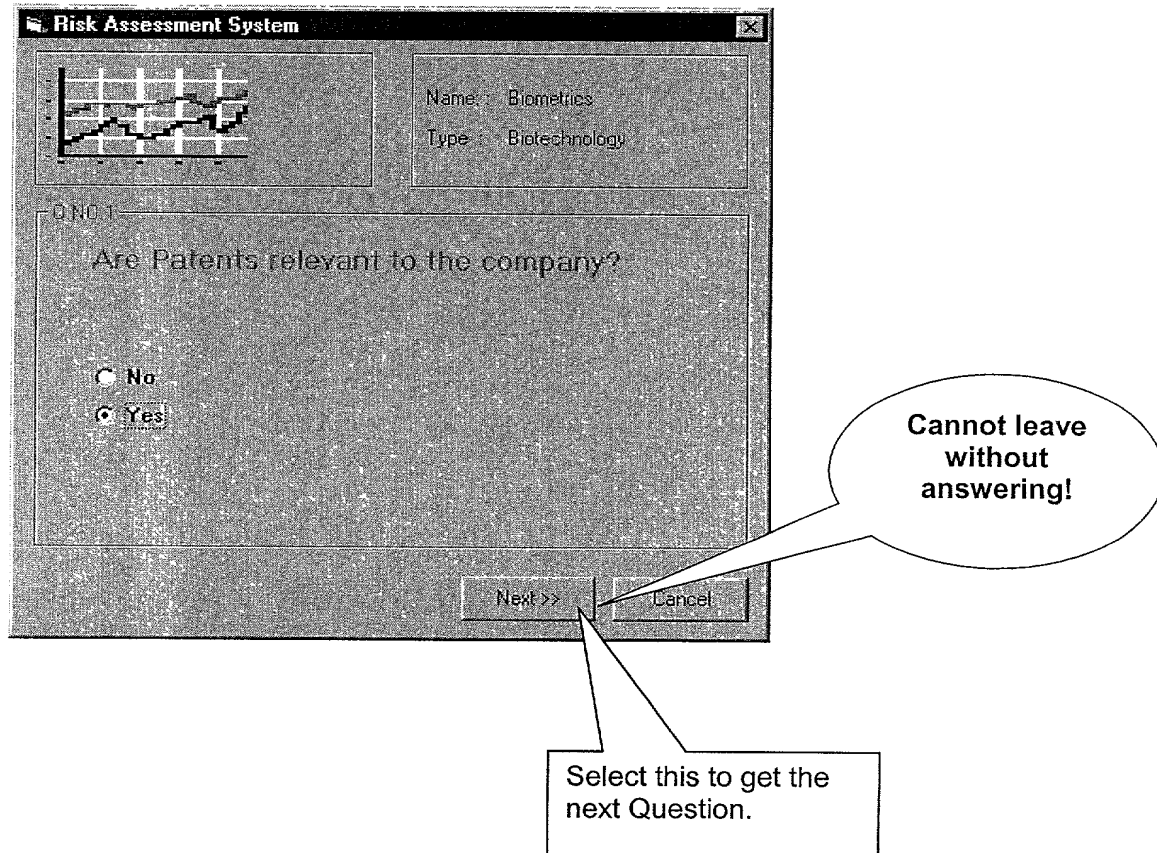 Risk Assessment System
Name : Biometrics
Type : Biotechnology
Q.NO 1
Are Patents relevant to the company?
No
Yes
Cannot leave
without
answering!
Next >>
Cancel
Select this to get the
next Question.